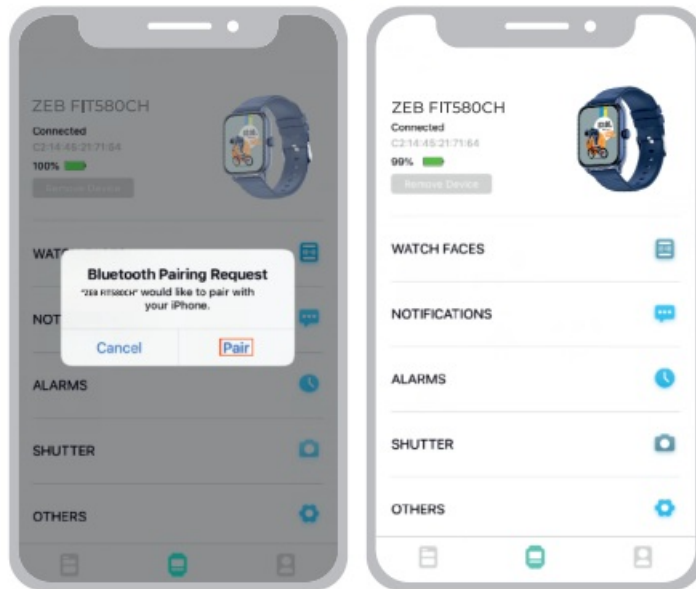 ZEB FIT580CH
Connected
C2:14:45:21:71:64
100%
Remove Device
WAT
Bluetooth Pairing Request
"ZEB FIT580CH" would like to pair with
your iPhone.
Cancel
Pair
NOT
ALARMS
SHUTTER
OTHERS
ZEB FIT580CH
Connected
C2:14:45:21:71:64
99%
Remove Device
WATCH FACES
NOTIFICATIONS
ALARMS
SHUTTER
OTHERS